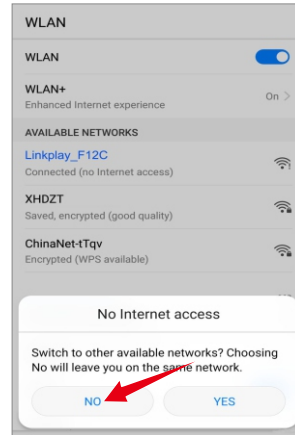 WLAN
WLAN
WLAN+
Enhanced Internet experience
On
AVAILABLE NETWORKS
Linkplay_F12C
Connected (no Internet access)
XHDZT
Saved, encrypted (good quality)
ChinaNet-tTqv
Encrypted (WPS available)
No Internet access
Switch to other available networks? Choosing
No will leave you on the same network.
NO
YES